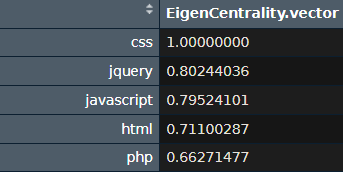 EigenCentrality.vector
css 1.00000000
jquery 0.80244036
javascript 0.79524101
html 0.71100287
php 0.66271477